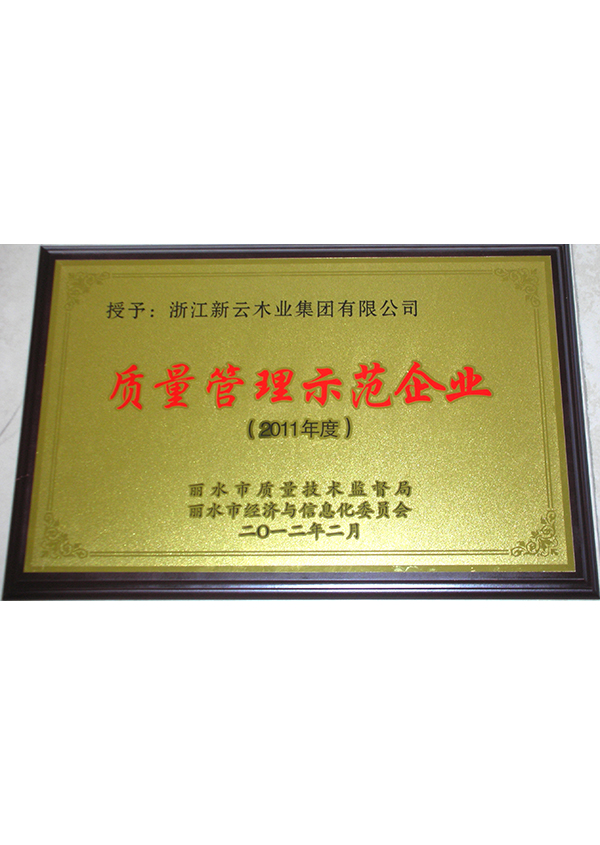 授予：浙江新云木业集团有限公司
质量管理示范企业
（2011年度）
丽水市质量技术监督局
丽水市经济与信息化委员会
二〇一二年二月